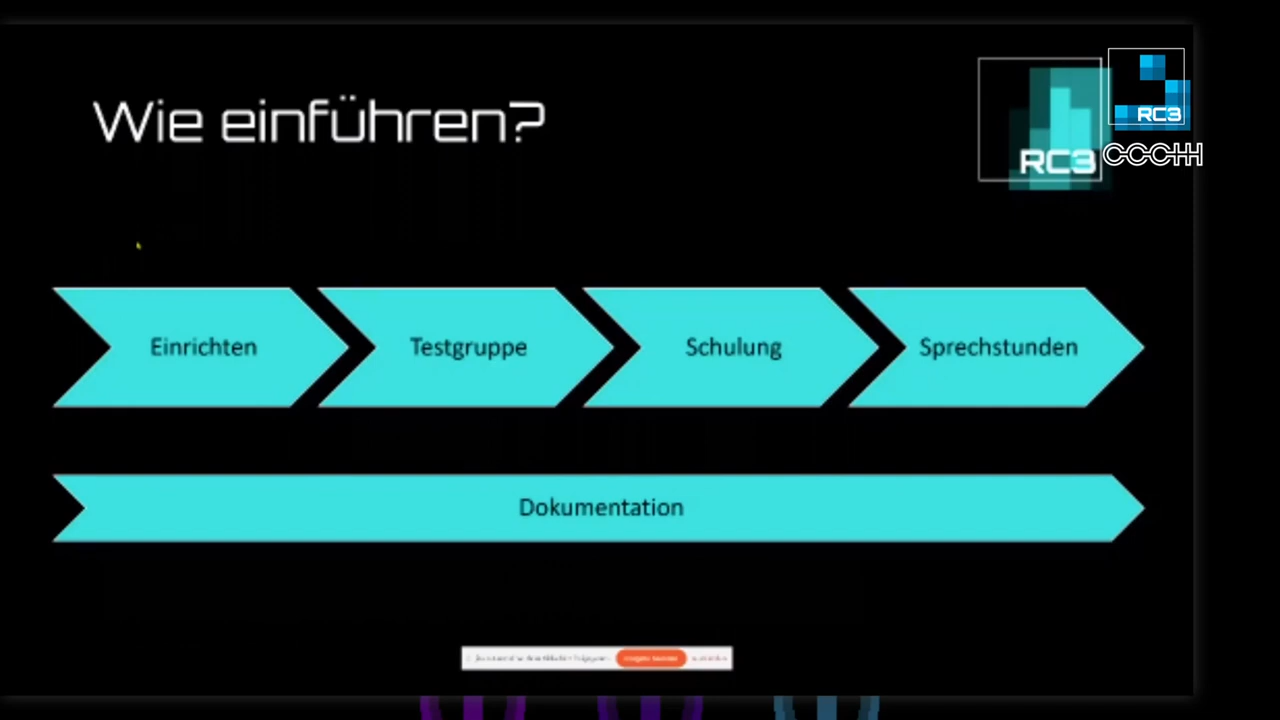 Wie einführen?
RC3
RC3
CCCHH
Einrichten
Testgruppe
Schulung
Sprechstunden
Dokumentation